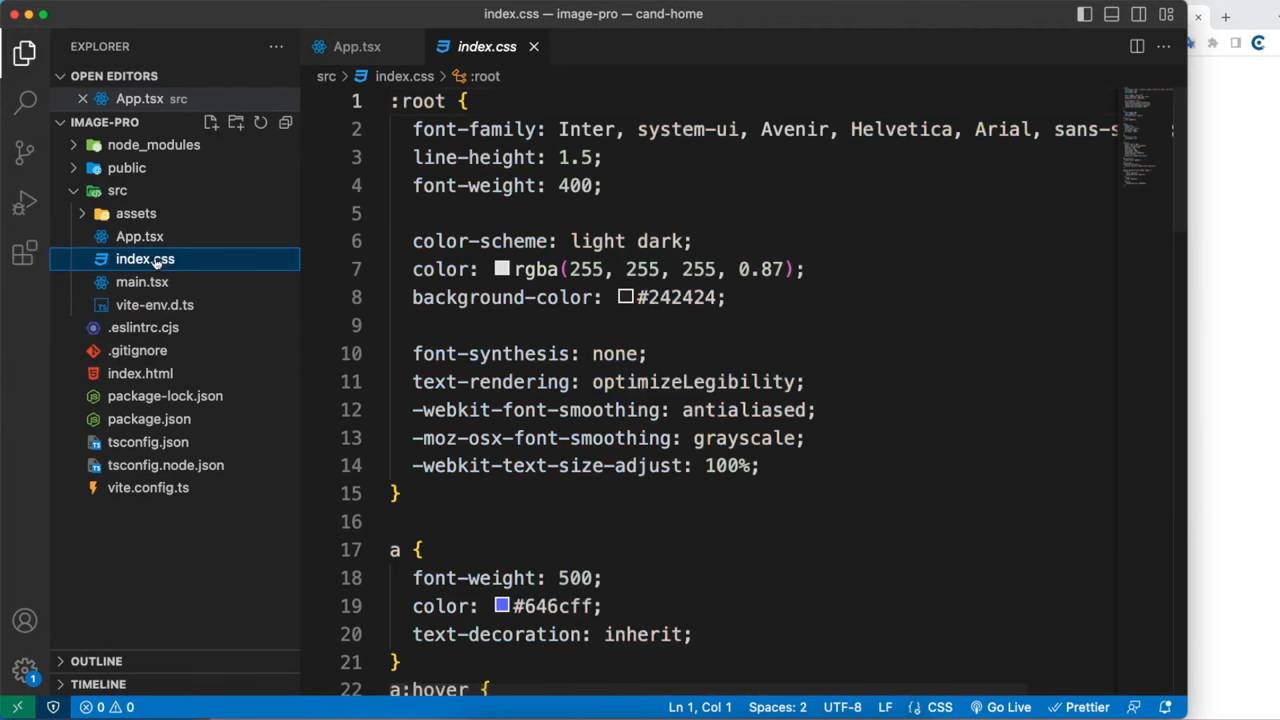 index.css — image-pro — cand-home
EXPLORER
OPEN EDITORS
App.tsx src
IMAGE-PRO
node_modules
public
src
assets
App.tsx
index.css
main.tsx
vite-env.d.ts
.eslintrc.cjs
.gitignore
index.html
package-lock.json
package.json
tsconfig.json
tsconfig.node.json
vite.config.ts
OUTLINE
TIMELINE
App.tsx index.css
src index.css :root
1 :root {
2 font-family: Inter, system-ui, Avenir, Helvetica, Arial, sans-s
3 line-height: 1.5;
4 font-weight: 400;
5
6 color-scheme: light dark;
7 color: rgba(255, 255, 255, 0.87);
8 background-color: #242424;
9
10 font-synthesis: none;
11 text-rendering: optimizeLegibility;
12 -webkit-font-smoothing: antialiased;
13 -moz-osx-font-smoothing: grayscale;
14 -webkit-text-size-adjust: 100%;
15 }
16
17 a {
18 font-weight: 500;
19 color: #646cff;
20 text-decoration: inherit;
21 }
22 a:hover {
1
0 0 Ln 1, Col 1 Spaces: 2 UTF-8 LF {} CSS Go Live Prettier